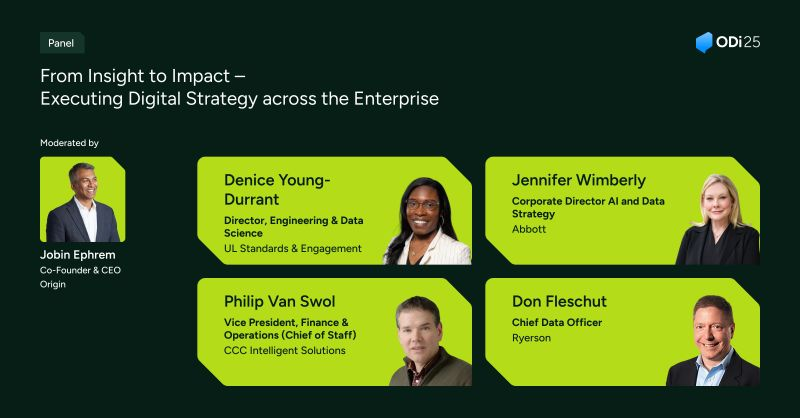 Panel
ODi25
From Insight to Impact –
Executing Digital Strategy across the Enterprise
Moderated by
Jobin Ephrem
Co-Founder & CEO
Origin
Denice Young-
Durrant
Director, Engineering & Data
Science
UL Standards & Engagement
Jennifer Wimberly
Corporate Director AI and Data
Strategy
Abbott
Philip Van Swol
Vice President, Finance &
Operations (Chief of Staff)
CCC Intelligent Solutions
Don Fleschut
Chief Data Officer
Ryerson